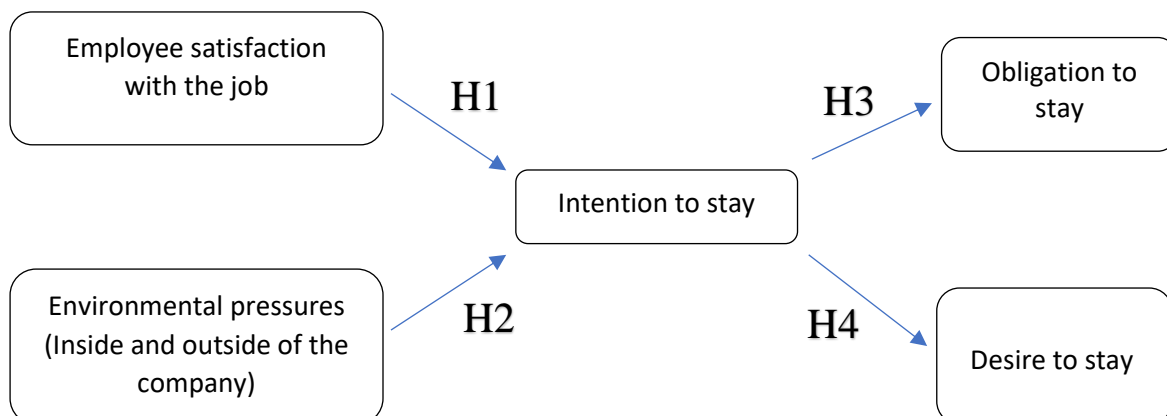 Employee satisfaction
with the job
H1
Environmental pressures
(Inside and outside of the
company)
H2
Intention to stay
H3
Obligation to
stay
H4
Desire to stay